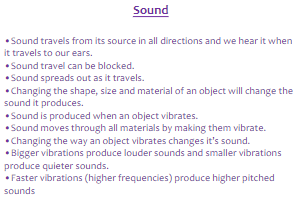 Sound
•Sound travels from its source in all directions and we hear it when
it travels to our ears.
•Sound travel can be blocked.
•Sound spreads out as it travels.
•Changing the shape, size and material of an object will change the
sound it produces.
•Sound is produced when an object vibrates.
•Sound moves through all materials by making them vibrate.
•Changing the way an object vibrates changes it's sound.
•Bigger vibrations produce louder sounds and smaller vibrations
produce quieter sounds.
•Faster vibrations (higher frequencies) produce higher pitched
sounds